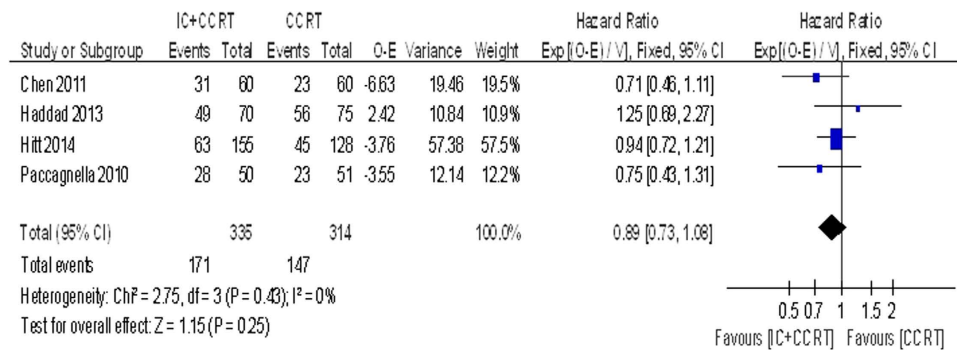 IC+CCRT CCRT Hazard Ratio Hazard Ratio
Study or Subgroup Events Total Events Total O-E Variance Weight Exp[(O-E) / V], Fixed, 95% CI Exp[(O-E) / V], Fixed, 95% CI
Chen 2011 31 60 23 60 -6.63 19.46 19.5% 0.71 [0.46, 1.11]
Haddad 2013 49 70 56 75 2.42 10.84 10.9% 1.25 [0.69, 2.27]
Hitt 2014 63 155 45 128 -3.76 57.38 57.5% 0.94 [0.72, 1.21]
Paccagnella 2010 28 50 23 51 -3.55 12.14 12.2% 0.75 [0.43, 1.31]
Total (95% CI) 335 314 100.0% 0.89 [0.73, 1.08]
Total events 171 147
Heterogeneity: Chi² = 2.75, df = 3 (P = 0.43); I² = 0%
Test for overall effect: Z = 1.15 (P = 0.25)
0.5 0.7 1 1.5 2
Favours [IC+CCRT] Favours [CCRT]